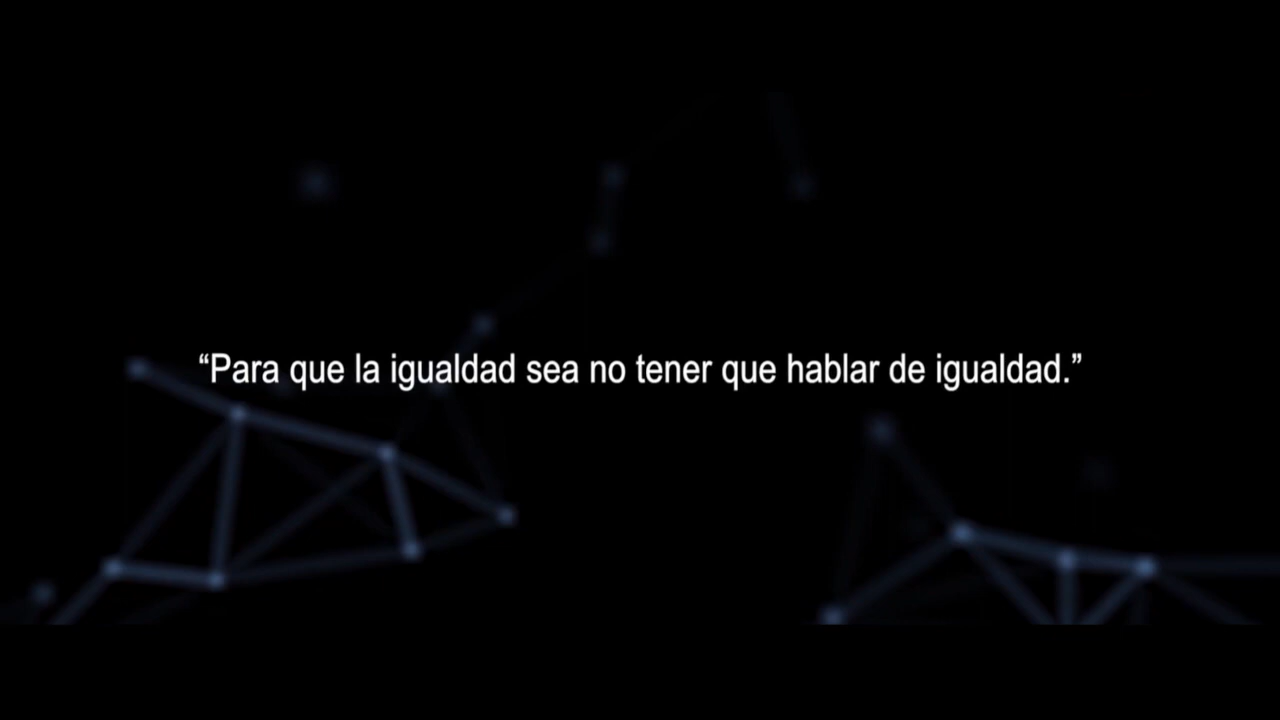 “Para que la igualdad sea no tener que hablar de igualdad.”